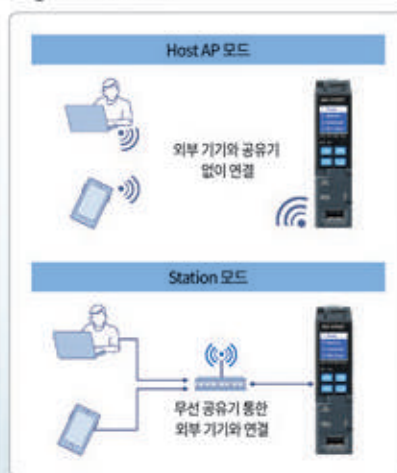 Host AP 모드
외부 기기와 공유기
없이 연결
Station 모드
무선 공유기 통한
외부 기기와 연결